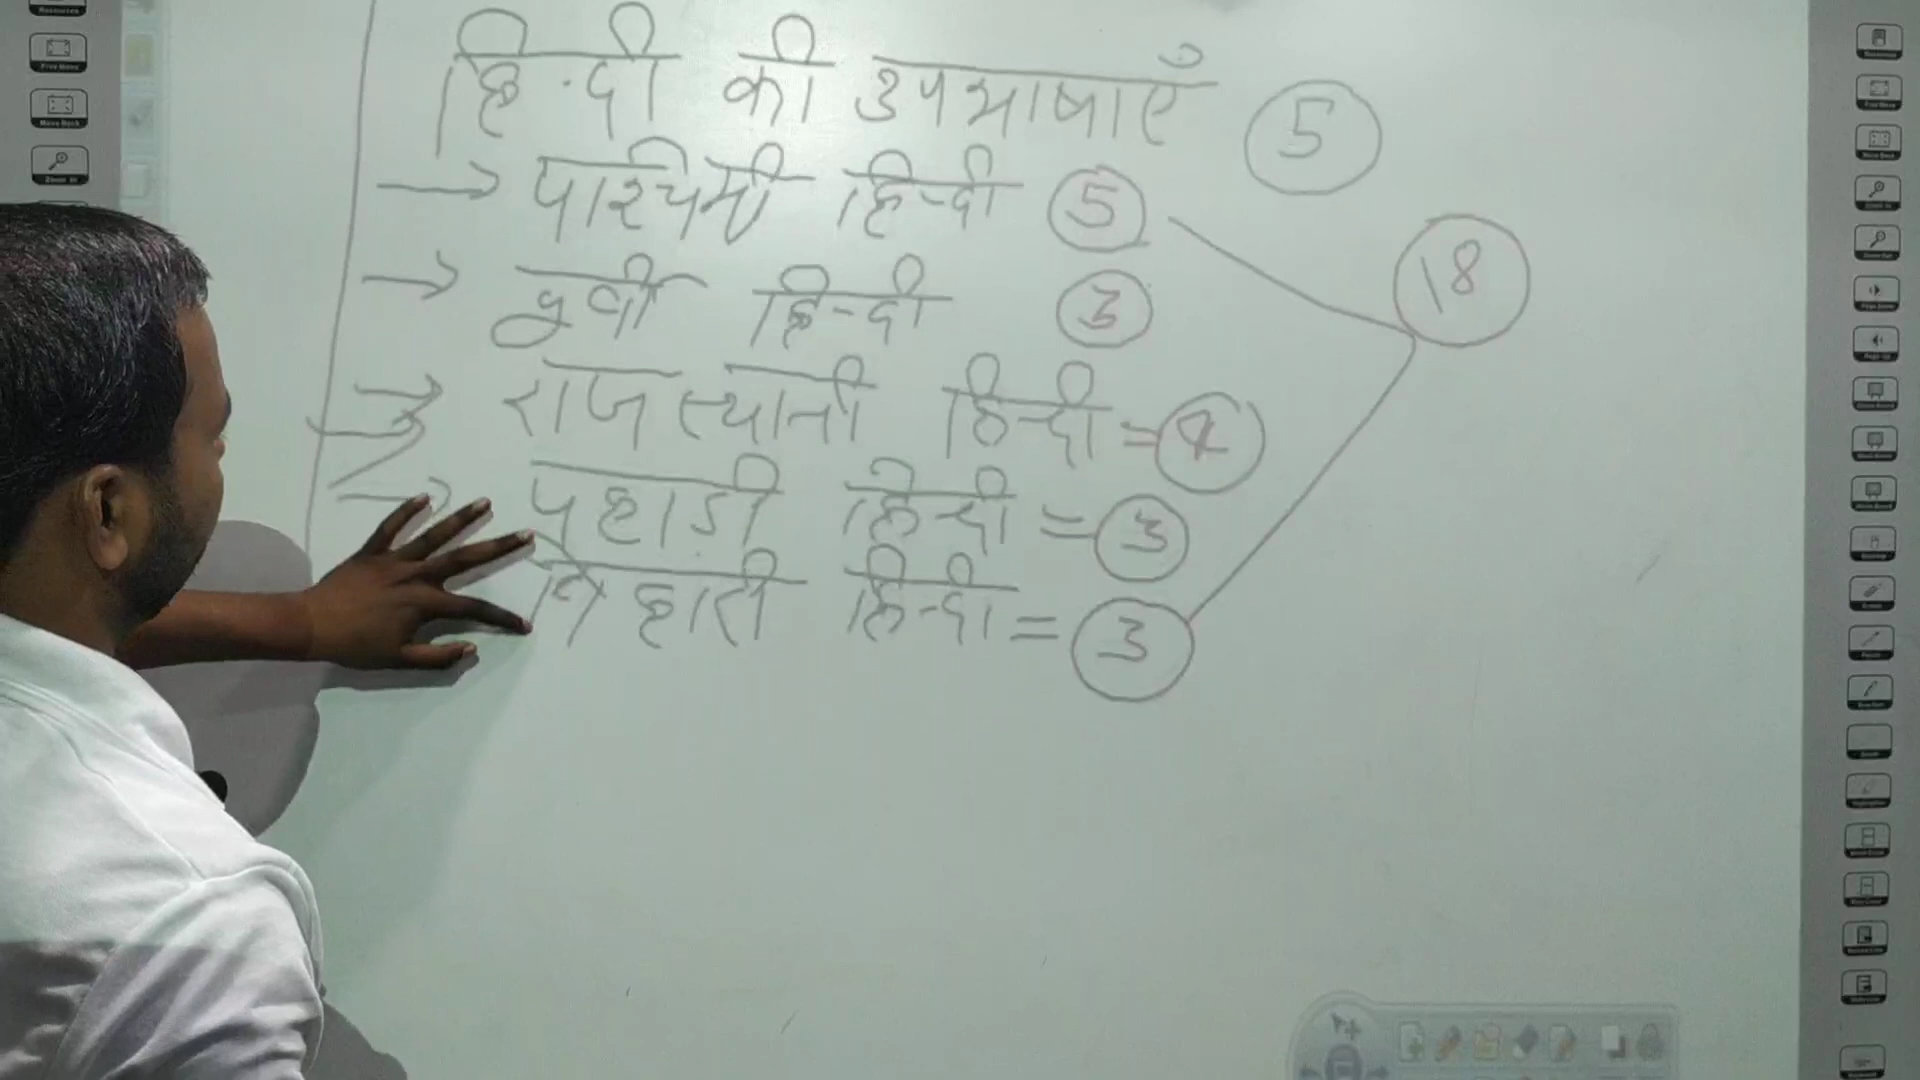 हिन्दी की उपभाषाएँ 5
→ पश्चिमी हिन्दी 5
→ पूर्वी हिन्दी 3
18
→ राजस्थानी हिन्दी = 4
→ पहाड़ी हिन्दी = 3
बिहारी हिन्दी = 3